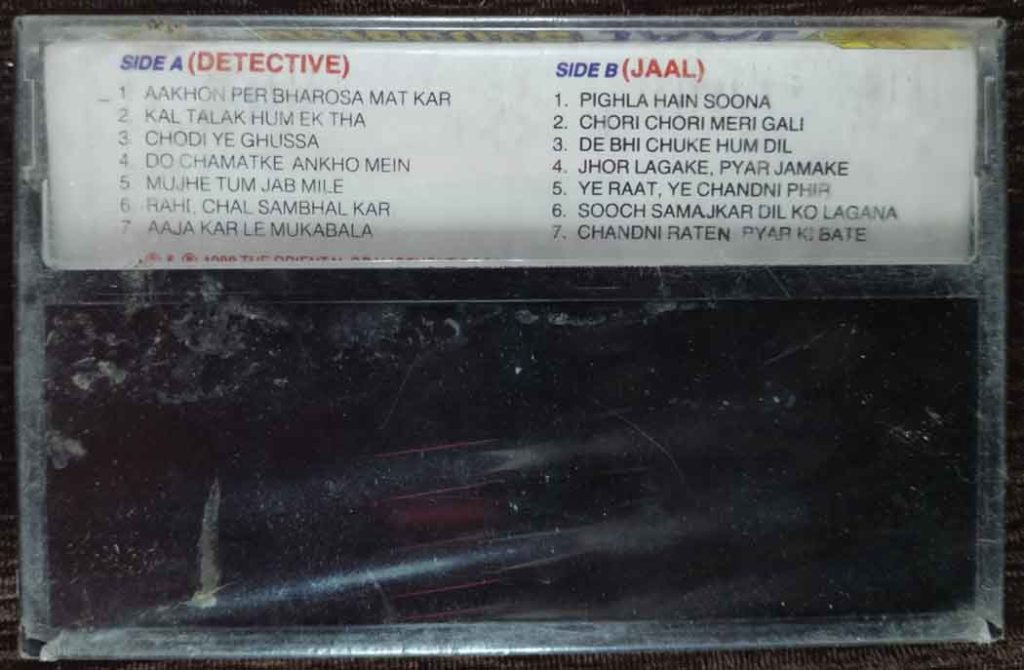 SIDE A (DETECTIVE)
1. AAKHON PER BHAROSA MAT KAR
2. KAL TALAK HUM EK THA
3. CHODI YE GHUSSA
4. DO CHAMATKE ANKHO MEIN
5. MUJHE TUM JAB MILE
6. RAHI, CHAL SAMBHAL KAR
7. AAJA KAR LE MUKABALA
SIDE B (JAAL)
1. PIGHLA HAIN SOONA
2. CHORI CHORI MERI GALI
3. DE BHI CHUKE HUM DIL
4. JHOR LAGAKE, PYAR JAMAKE
5. YE RAAT, YE CHANDNI PHIR
6. SOOCH SAMAJKAR DIL KO LAGANA
7. CHANDNI RATEN PYAR KI BATE